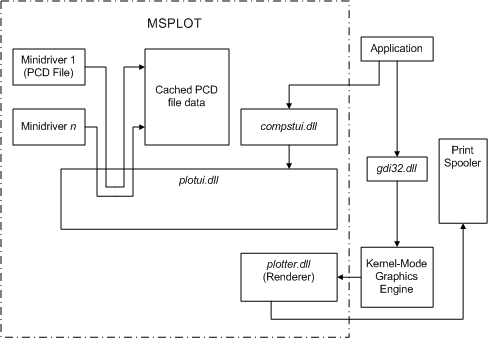 MSPLOT
Minidriver 1
(PCD File)
Cached PCD
file data
Application
Minidriver n
compstui.dll
Print
Spooler
gdi32.dll
plotui.dll
plotter.dll
(Renderer)
Kernel-Mode
Graphics
Engine